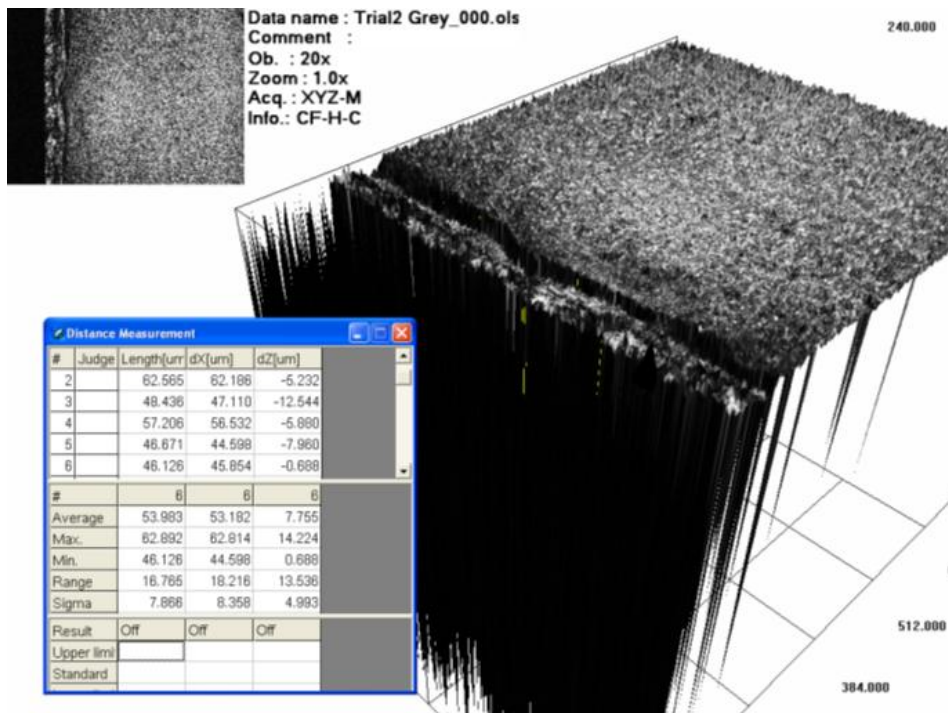 Data name : Trial2 Grey_000.ols
Comment :
Ob. : 20x
Zoom : 1.0x
Acq. : XYZ-M
Info.: CF-H-C
240.000
Distance Measurement
# Judge Length[um dX[um] dZ[um]
2 62.565 62.186 -5.232
3 48.436 47.110 -12.544
4 57.206 56.532 -5.880
5 46.671 44.598 -7.960
6 46.126 45.854 -0.688
# 6 6 6
Average 53.983 53.182 7.755
Max. 62.892 62.814 14.224
Min. 46.126 44.598 0.688
Range 16.765 18.216 13.536
Sigma 7.866 8.358 4.993
Result Off Off Off
Upper limi
Standard
512.000
384.000